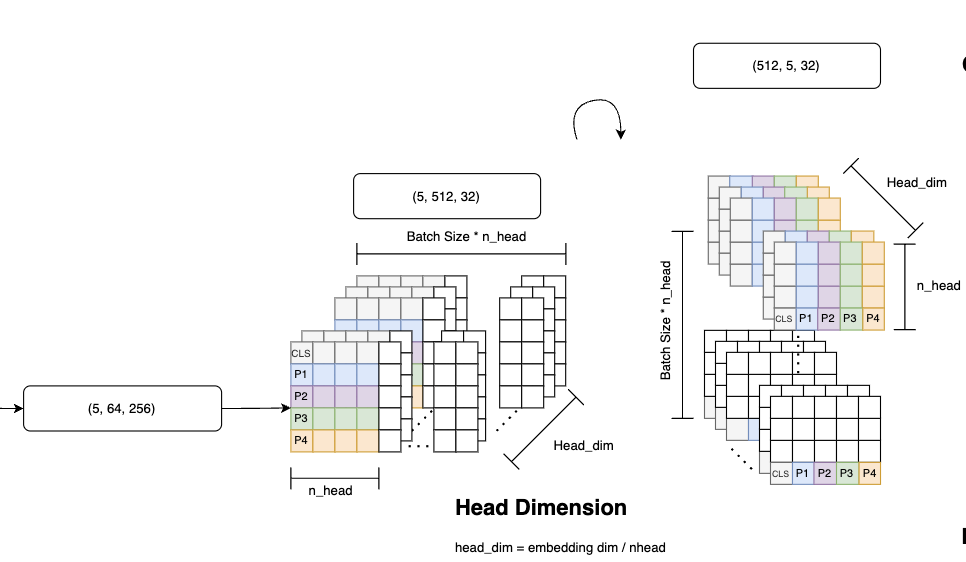 (512, 5, 32)
(5, 512, 32)
Batch Size * n_head
Head_dim
Batch Size * n_head
n_head
CLS P1 P2 P3 P4
CLS
P1
P2
P3
P4
(5, 64, 256)
Head_dim
n_head
CLS P1 P2 P3 P4
Head Dimension
head_dim = embedding dim / nhead